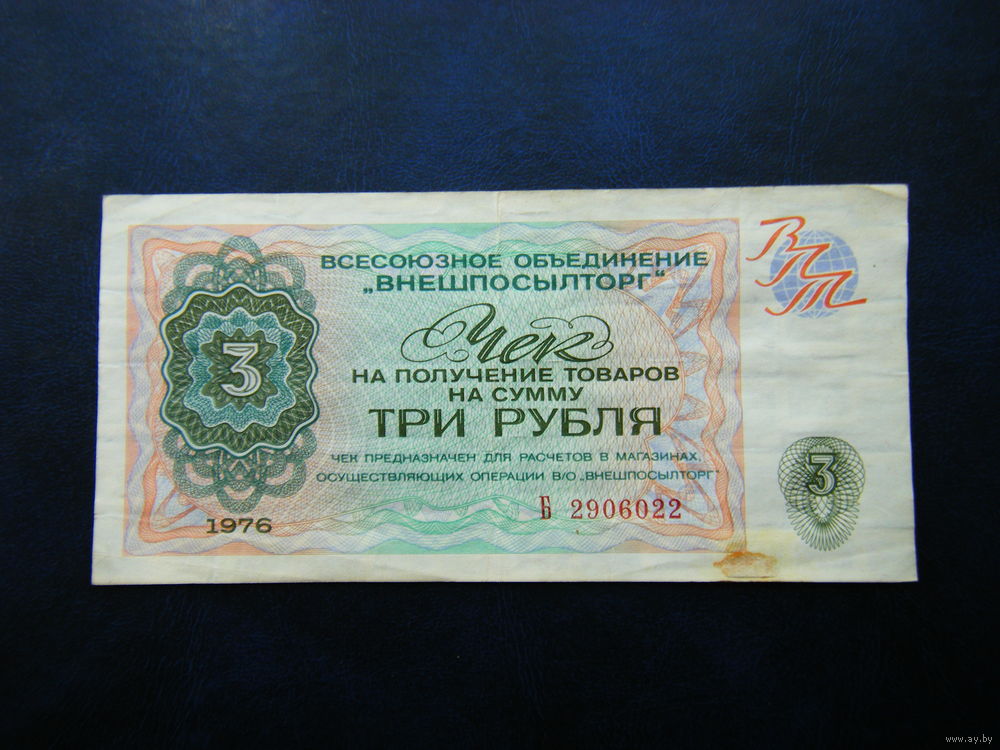 ВСЕСОЮЗНОЕ ОБЪЕДИНЕНИЕ
„ВНЕШПОСЫЛТОРГ“
ВПТ
Чек
НА ПОЛУЧЕНИЕ ТОВАРОВ
НА СУММУ
ТРИ РУБЛЯ
3
ЧЕК ПРЕДНАЗНАЧЕН ДЛЯ РАСЧЕТОВ В МАГАЗИНАХ,
ОСУЩЕСТВЛЯЮЩИХ ОПЕРАЦИИ В/О „ВНЕШПОСЫЛТОРГ“
3
1976
Б 2906022
www.ay.by